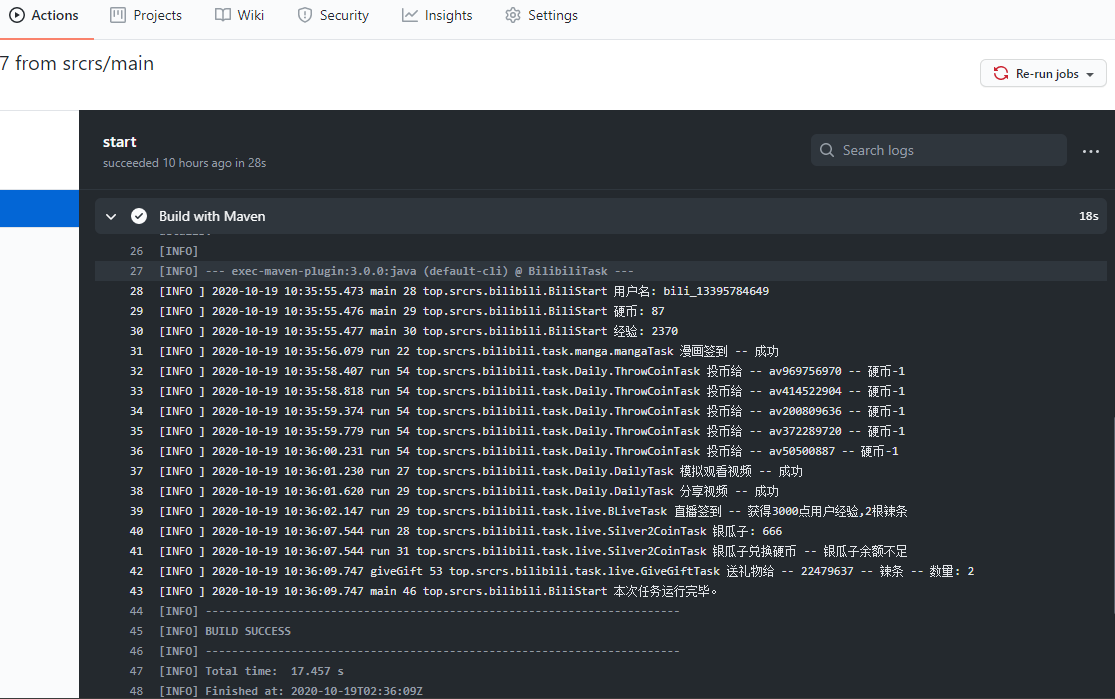 Actions Projects Wiki Security Insights Settings
7 from srcrs/main
Re-run jobs
start
succeeded 10 hours ago in 28s
Search logs
Build with Maven 18s
26 [INFO]
27 [INFO] --- exec-maven-plugin:3.0.0:java (default-cli) @ BilibiliTask ---
28 [INFO ] 2020-10-19 10:35:55.473 main 28 top.srcrs.bilibili.BiliStart 用户名: bili_13395784649
29 [INFO ] 2020-10-19 10:35:55.476 main 29 top.srcrs.bilibili.BiliStart 硬币: 87
30 [INFO ] 2020-10-19 10:35:55.477 main 30 top.srcrs.bilibili.BiliStart 经验: 2370
31 [INFO ] 2020-10-19 10:35:56.079 run 22 top.srcrs.bilibili.task.manga.mangaTask 漫画签到 -- 成功
32 [INFO ] 2020-10-19 10:35:58.407 run 54 top.srcrs.bilibili.task.Daily.ThrowCoinTask 投币给 -- av969756970 -- 硬币-1
33 [INFO ] 2020-10-19 10:35:58.818 run 54 top.srcrs.bilibili.task.Daily.ThrowCoinTask 投币给 -- av414522904 -- 硬币-1
34 [INFO ] 2020-10-19 10:35:59.374 run 54 top.srcrs.bilibili.task.Daily.ThrowCoinTask 投币给 -- av200809636 -- 硬币-1
35 [INFO ] 2020-10-19 10:35:59.779 run 54 top.srcrs.bilibili.task.Daily.ThrowCoinTask 投币给 -- av372289720 -- 硬币-1
36 [INFO ] 2020-10-19 10:36:00.231 run 54 top.srcrs.bilibili.task.Daily.ThrowCoinTask 投币给 -- av50500887 -- 硬币-1
37 [INFO ] 2020-10-19 10:36:01.230 run 27 top.srcrs.bilibili.task.Daily.DailyTask 模拟观看视频 -- 成功
38 [INFO ] 2020-10-19 10:36:01.620 run 29 top.srcrs.bilibili.task.Daily.DailyTask 分享视频 -- 成功
39 [INFO ] 2020-10-19 10:36:02.147 run 29 top.srcrs.bilibili.task.live.BLiveTask 直播签到 -- 获得3000点用户经验,2根辣条
40 [INFO ] 2020-10-19 10:36:07.544 run 28 top.srcrs.bilibili.task.live.Silver2CoinTask 银瓜子: 666
41 [INFO ] 2020-10-19 10:36:07.544 run 31 top.srcrs.bilibili.task.live.Silver2CoinTask 银瓜子兑换硬币 -- 银瓜子余额不足
42 [INFO ] 2020-10-19 10:36:09.747 giveGift 53 top.srcrs.bilibili.task.live.GiveGiftTask 送礼物给 -- 22479637 -- 辣条 -- 数量: 2
43 [INFO ] 2020-10-19 10:36:09.747 main 46 top.srcrs.bilibili.BiliStart 本次任务运行完毕。
44 [INFO] ------------------------------------------------------------------------
45 [INFO] BUILD SUCCESS
46 [INFO] ------------------------------------------------------------------------
47 [INFO] Total time:  17.457 s
48 [INFO] Finished at: 2020-10-19T02:36:09Z